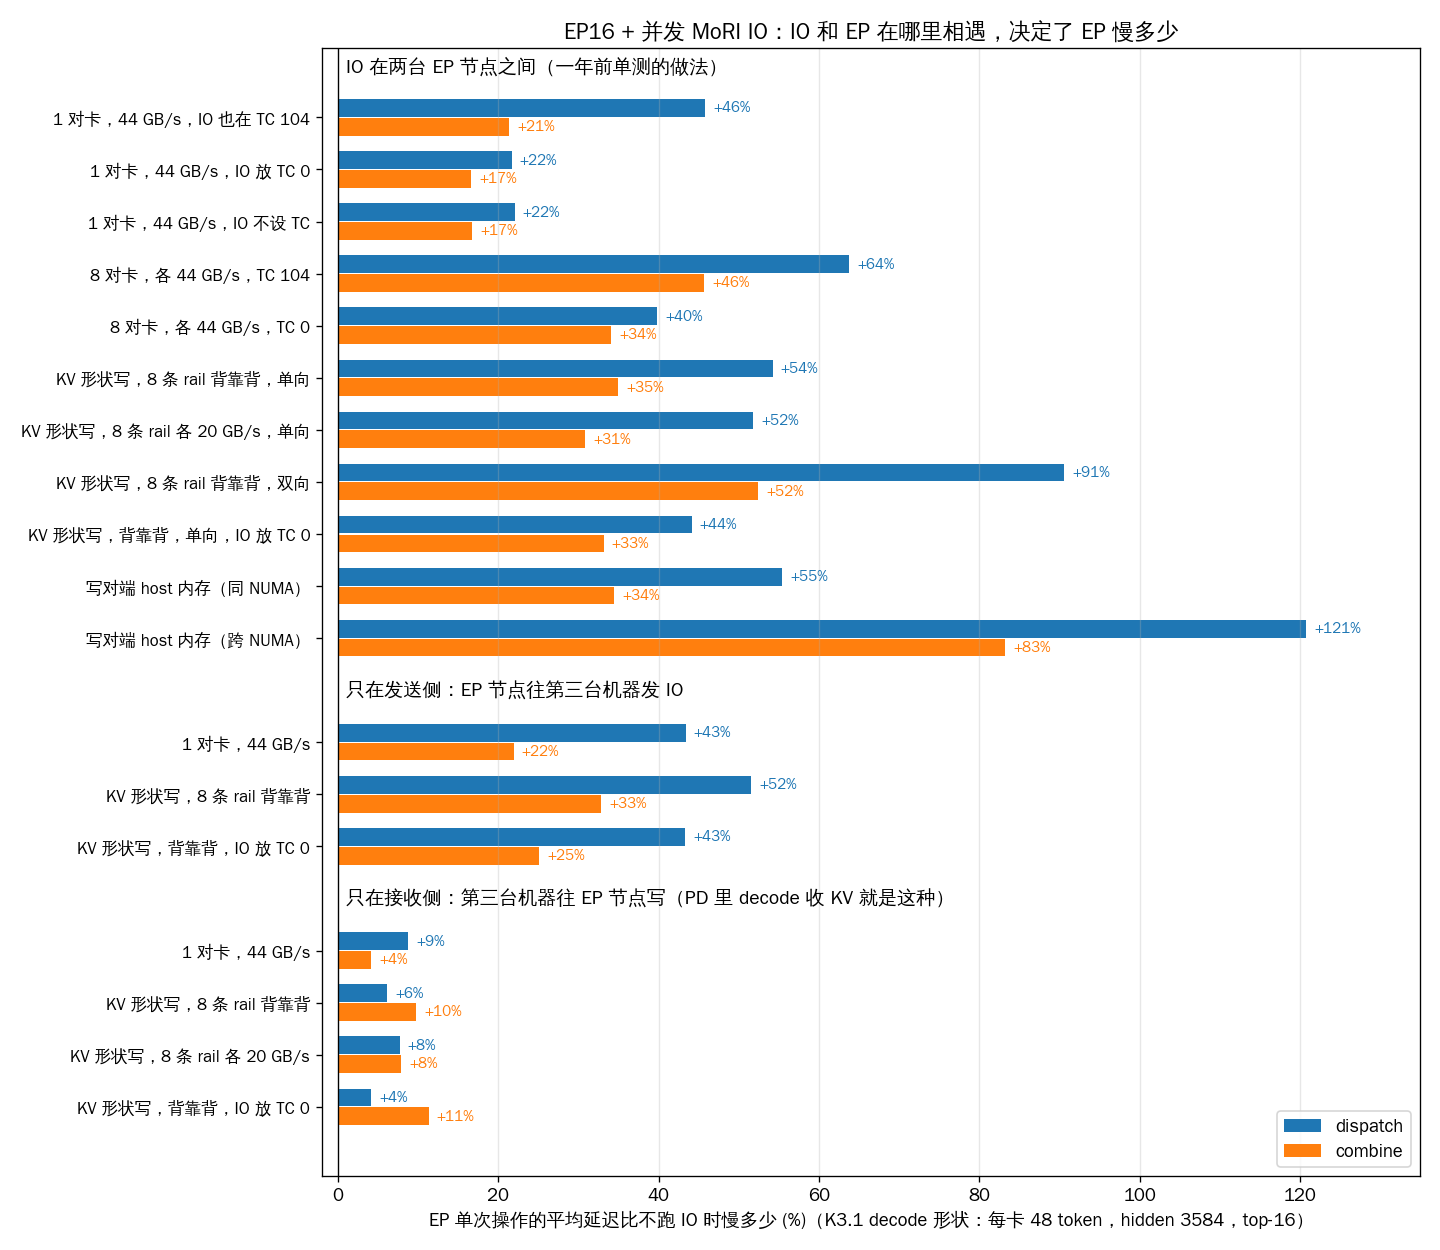 EP16 + 并发 MoRI IO：IO 和 EP 在哪里相遇，决定了 EP 慢多少
IO 在两台 EP 节点之间（一年前单测的做法）
1 对卡，44 GB/s，IO 也在 TC 104
+46%
+21%
1 对卡，44 GB/s，IO 放 TC 0
+22%
+17%
1 对卡，44 GB/s，IO 不设 TC
+22%
+17%
8 对卡，各 44 GB/s，TC 104
+64%
+46%
8 对卡，各 44 GB/s，TC 0
+40%
+34%
KV 形状写，8 条 rail 背靠背，单向
+54%
+35%
KV 形状写，8 条 rail 各 20 GB/s，单向
+52%
+31%
KV 形状写，8 条 rail 背靠背，双向
+91%
+52%
KV 形状写，背靠背，单向，IO 放 TC 0
+44%
+33%
写对端 host 内存（同 NUMA）
+55%
+34%
写对端 host 内存（跨 NUMA）
+121%
+83%
只在发送侧：EP 节点往第三台机器发 IO
1 对卡，44 GB/s
+43%
+22%
KV 形状写，8 条 rail 背靠背
+52%
+33%
KV 形状写，背靠背，IO 放 TC 0
+43%
+25%
只在接收侧：第三台机器往 EP 节点写（PD 里 decode 收 KV 就是这种）
1 对卡，44 GB/s
+9%
+4%
KV 形状写，8 条 rail 背靠背
+6%
+10%
KV 形状写，8 条 rail 各 20 GB/s
+8%
+8%
KV 形状写，背靠背，IO 放 TC 0
+4%
+11%
dispatch
combine
0 20 40 60 80 100 120
EP 单次操作的平均延迟比不跑 IO 时慢多少 (%)（K3.1 decode 形状：每卡 48 token，hidden 3584，top-16）